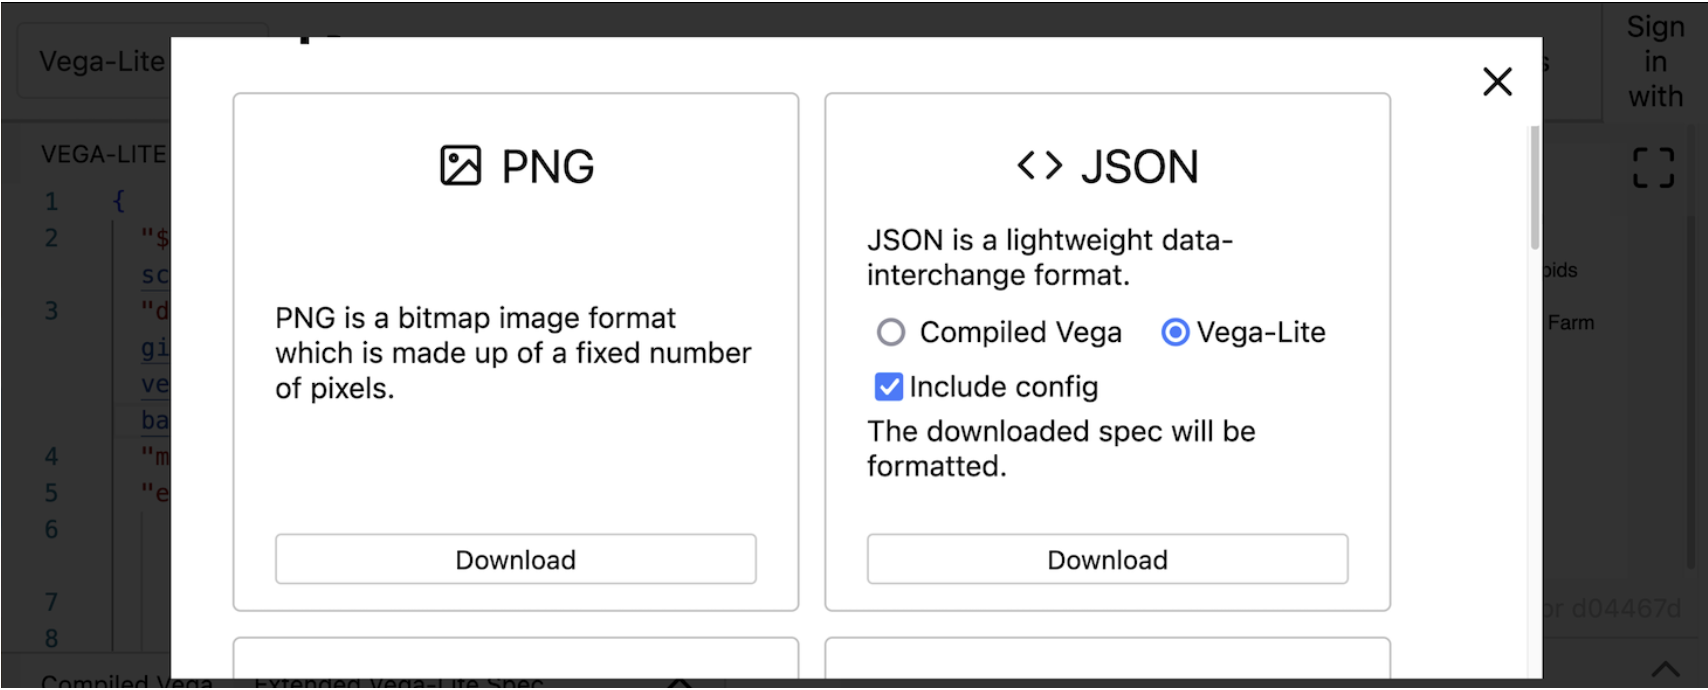 Vega-Lite
Sign
in
with
VEGA-LITE
1 {
2 "$
sc
3 "d
gi
ve
ba
4 "m
5 "e
6
7
8
PNG
PNG is a bitmap image format
which is made up of a fixed number
of pixels.
Download
JSON
JSON is a lightweight data-
interchange format.
Compiled Vega Vega-Lite
Include config
The downloaded spec will be
formatted.
Download
s
oids
Farm
or d04467d
Compiled Vega Extended Vega-Lite Spec